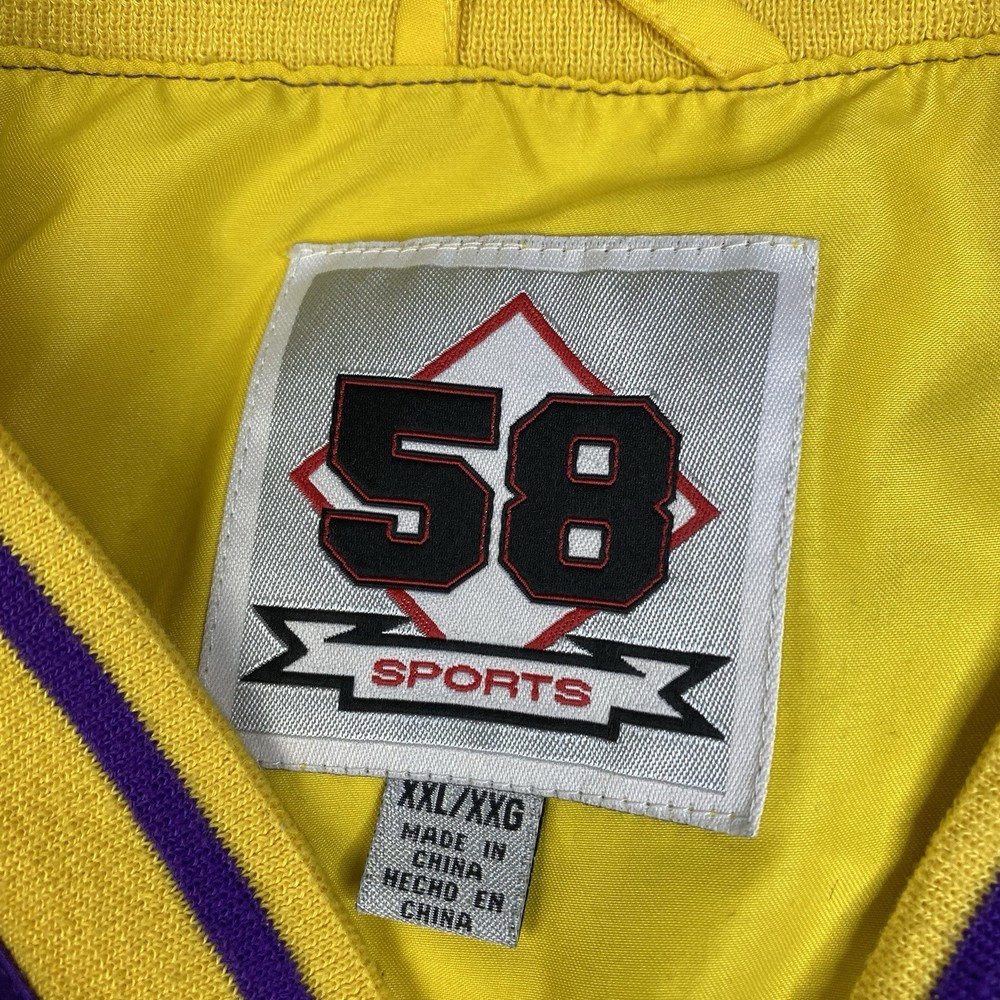 58
SPORTS
XXL/XXG
MADE IN
CHINA
HECHO EN
CHINA